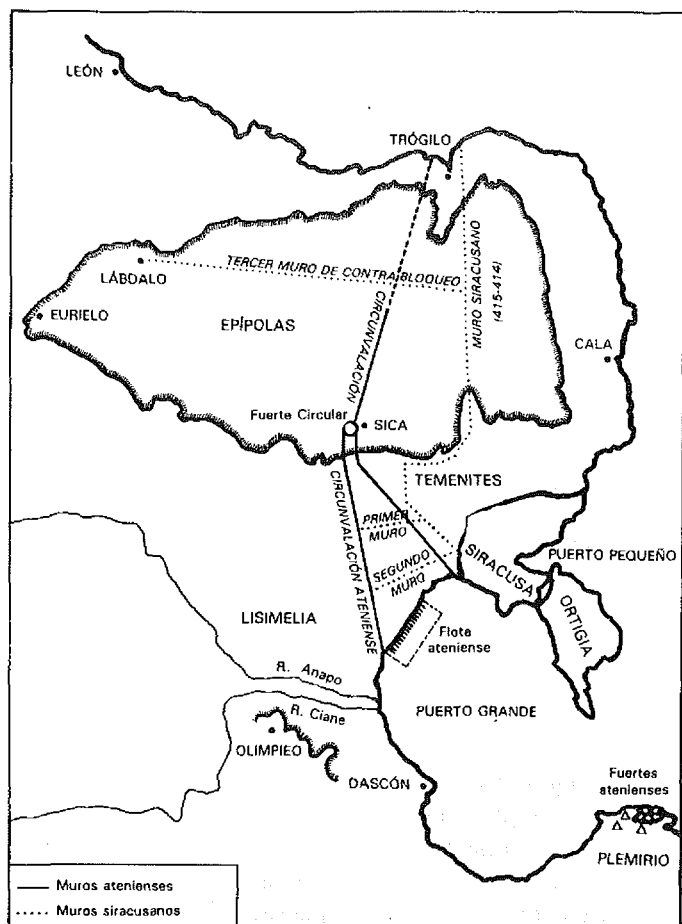 LEÓN
TRÓGILO
TERCER MURO DE CONTRABLOQUEO
LÁBDALO
EURIELO
EPÍPOLAS
CIRCUNVALACIÓN
MURO SIRACUSANO
(415-414)
CALA
Fuerte Circular
SICA
TEMENITES
CIRCUNVALACIÓN ATENIENSE
PRIMER
MURO
SEGUNDO
MURO
SIRACUSA
PUERTO PEQUEÑO
ORTIGIA
LISIMELIA
Flota
ateniense
R. Anapo
R. Ciane
PUERTO GRANDE
OLIMPIEO
DASCÓN
Fuertes
atenienses
PLEMIRIO
Muros atenienses
Muros siracusanos